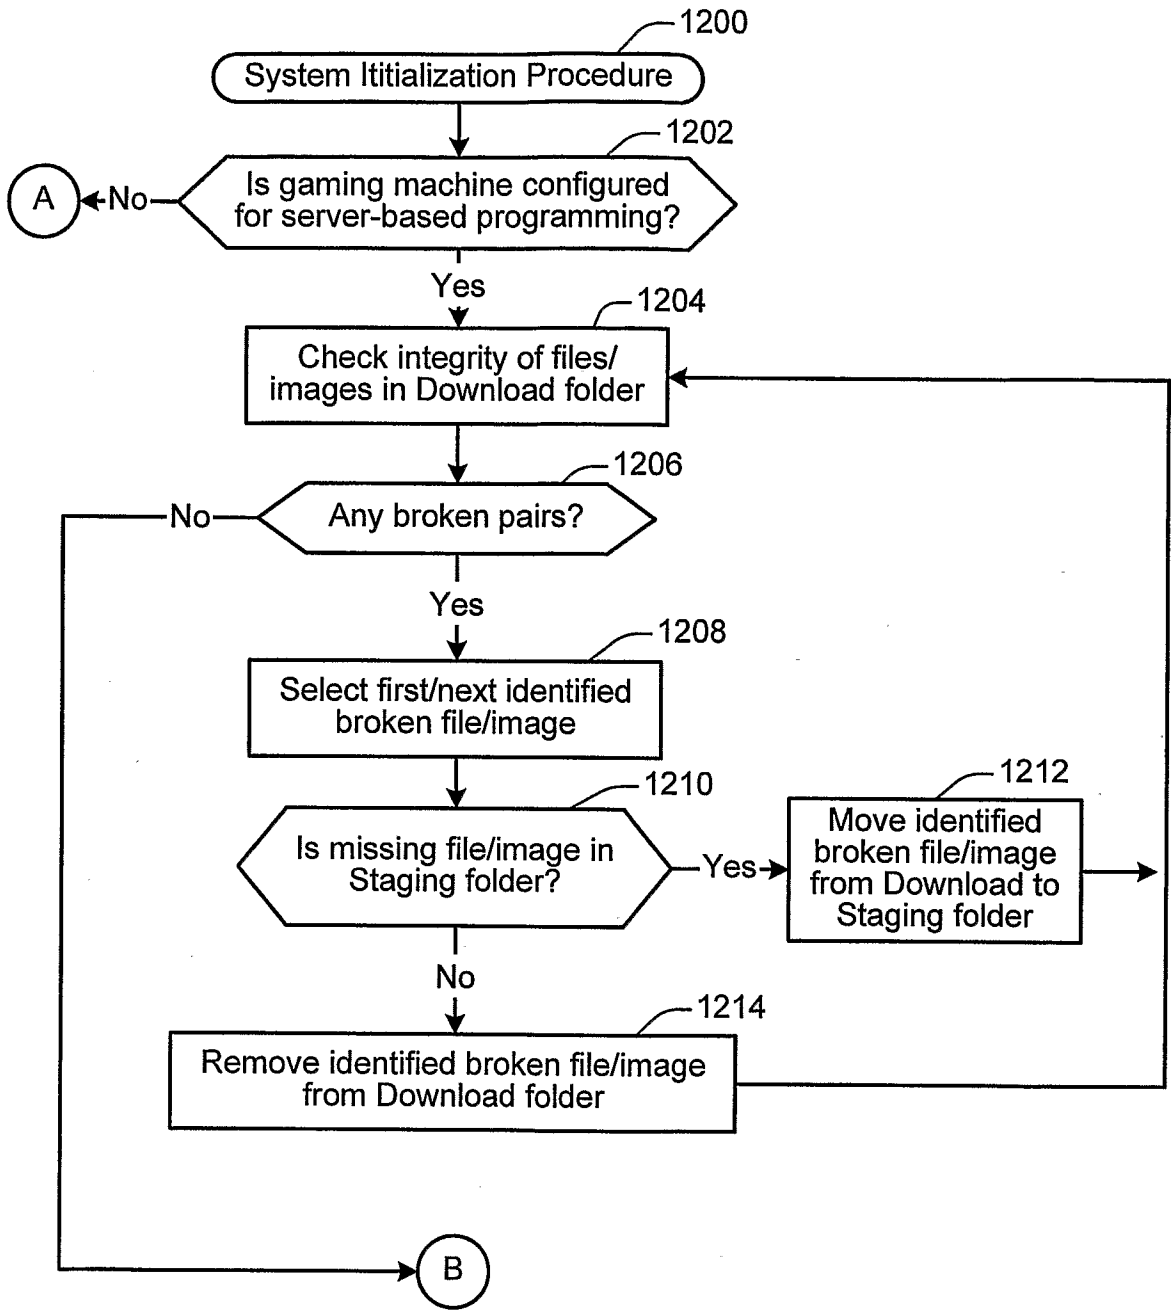 1200
System Ititialization Procedure
1202
Is gaming machine configured
for server-based programming?
A
No
Yes
1204
Check integrity of files/
images in Download folder
1206
Any broken pairs?
No
Yes
1208
Select first/next identified
broken file/image
1210
Is missing file/image in
Staging folder?
Yes
1212
Move identified
broken file/image
from Download to
Staging folder
No
1214
Remove identified broken file/image
from Download folder
B